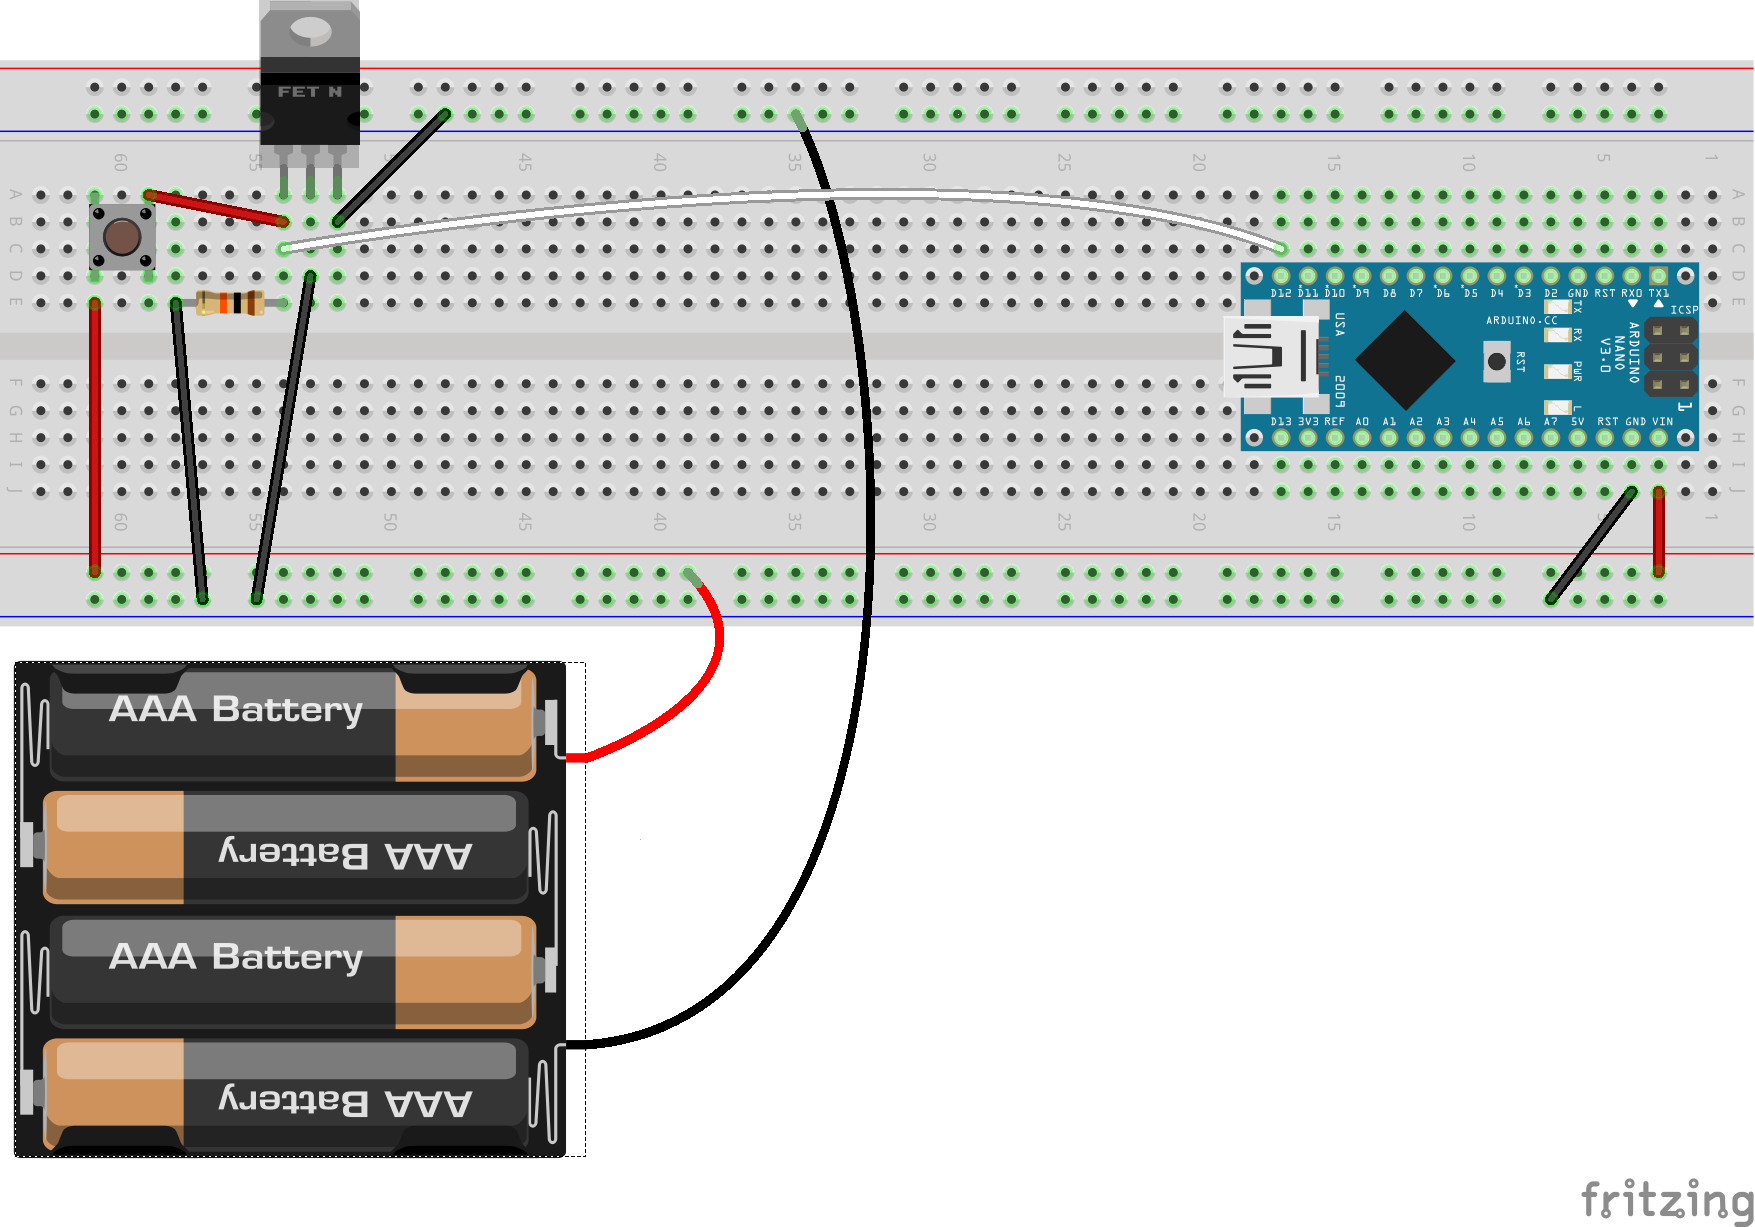 FET N
60 55 50 45 40 35 30 25 20 15 10 5 1
A A
B B
C C
D D
E E
D12 D11 D10 D9 D8 D7 D6 D5 D4 D3 D2 GND RST RX0 TX1
TX
RX
PWR
L
ICSP
ARDUINO.CC
ARDUINO
NANO
V3.0
RST
USA
2009
1
F F
G G
H H
I I
J J
D13 3V3 REF A0 A1 A2 A3 A4 A5 A6 A7 5V RST GND VIN
60 55 50 45 40 35 30 25 20 15 10 5 1
AAA Battery
AAA Battery
AAA Battery
AAA Battery
fritzing